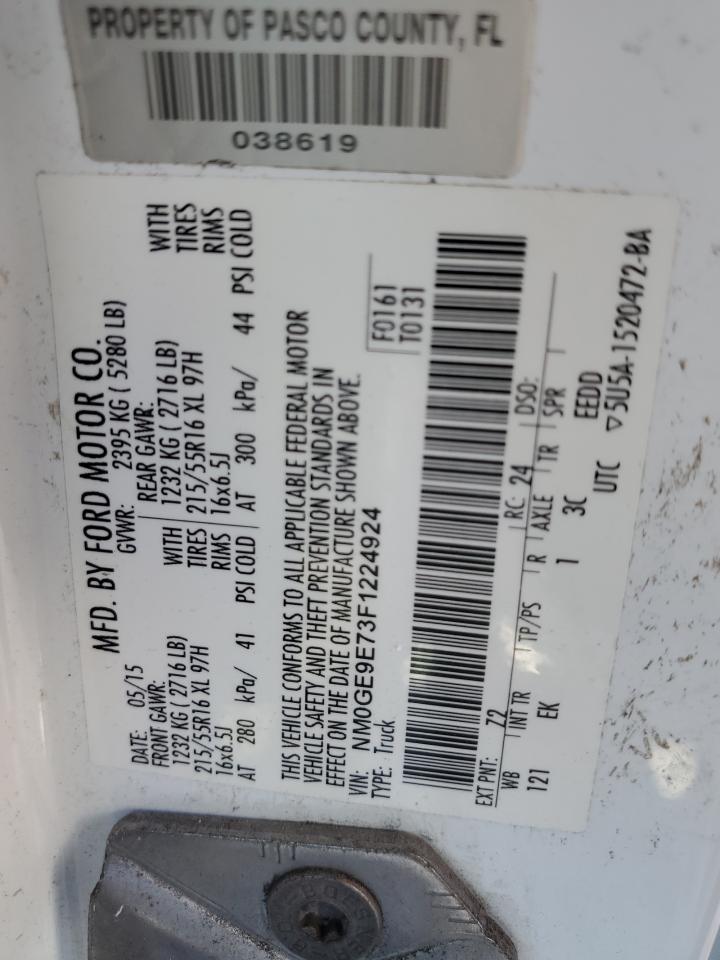 PROPERTY OF PASCO COUNTY, FL
038619
MFD. BY FORD MOTOR CO.
DATE: 05/15 GVWR: 2395 KG ( 5280 LB)
FRONT GAWR: REAR GAWR:
1232 KG ( 2716 LB) WITH 1232 KG ( 2716 LB) WITH
215/55R16 XL 97H TIRES 215/55R16 XL 97H TIRES
16x6.5J RIMS 16x6.5J RIMS
AT 280 kPa/ 41 PSI COLD AT 300 kPa/ 44 PSI COLD
THIS VEHICLE CONFORMS TO ALL APPLICABLE FEDERAL MOTOR
VEHICLE SAFETY AND THEFT PREVENTION STANDARDS IN
EFFECT ON THE DATE OF MANUFACTURE SHOWN ABOVE.
VIN: NM0GE9E73F1224924 F0161
TYPE: Truck T0131
EXT PNT: Z2 RC: 24 DSO:
WB INT TR TP/PS R AXLE TR SPR
121 EK 1 3C EEDD
UTC ▽5U5A-1520472-BA